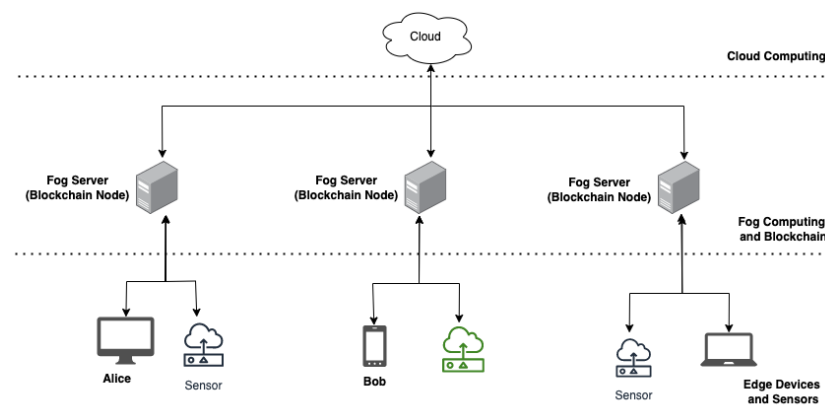 Cloud
Cloud Computing
Fog Server
(Blockchain Node)
Fog Server
(Blockchain Node)
Fog Server
(Blockchain Node)
Fog Computing
and Blockchain
Alice
Sensor
Bob
Sensor
Edge Devices
and Sensors